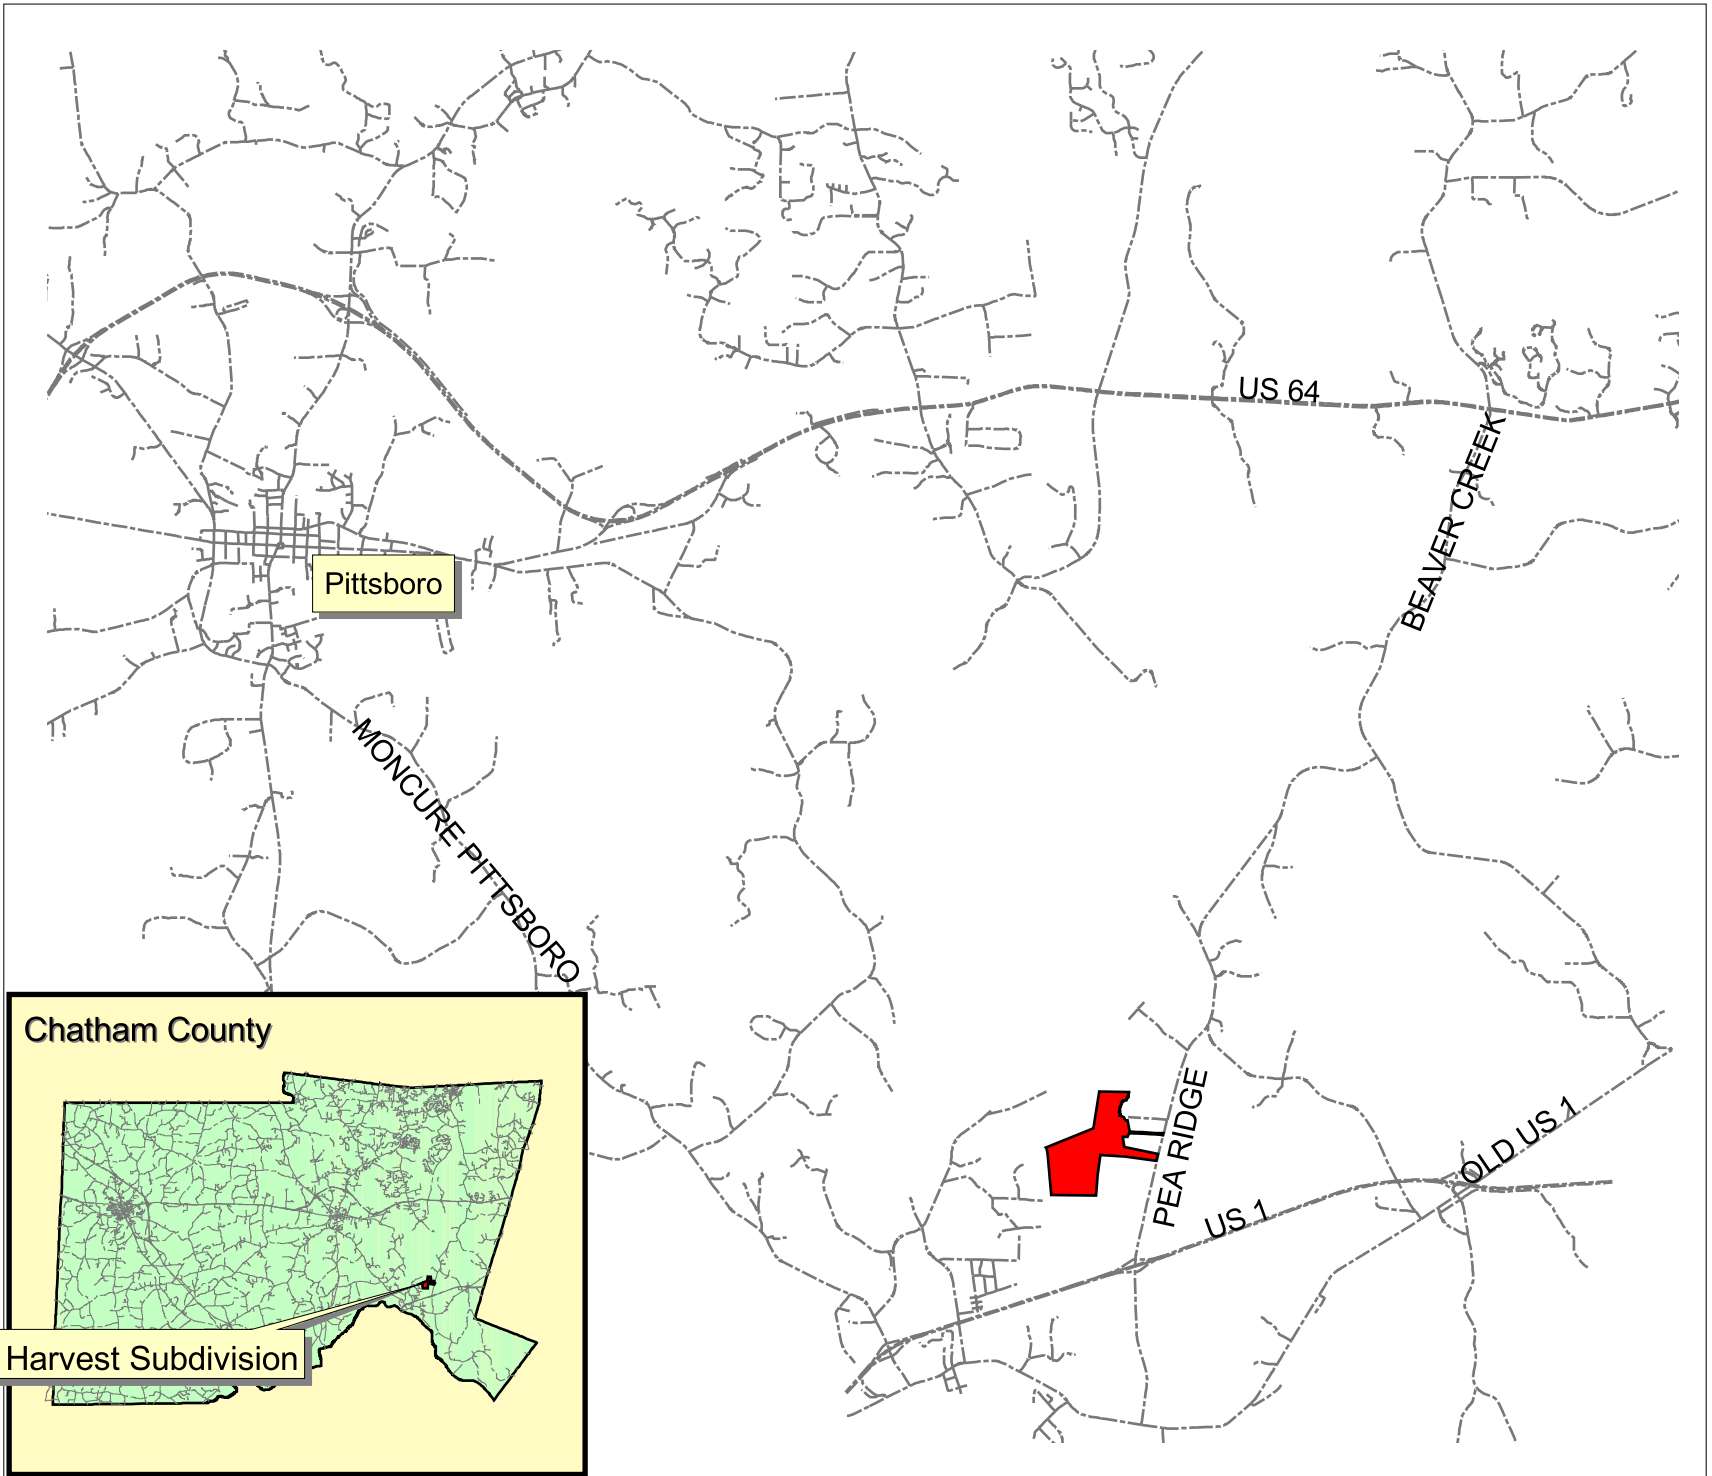 US 64
BEAVER CREEK
Pittsboro
MONCURE PITTSBORO
Chatham County
PEA RIDGE
OLD US 1
US 1
Harvest Subdivision